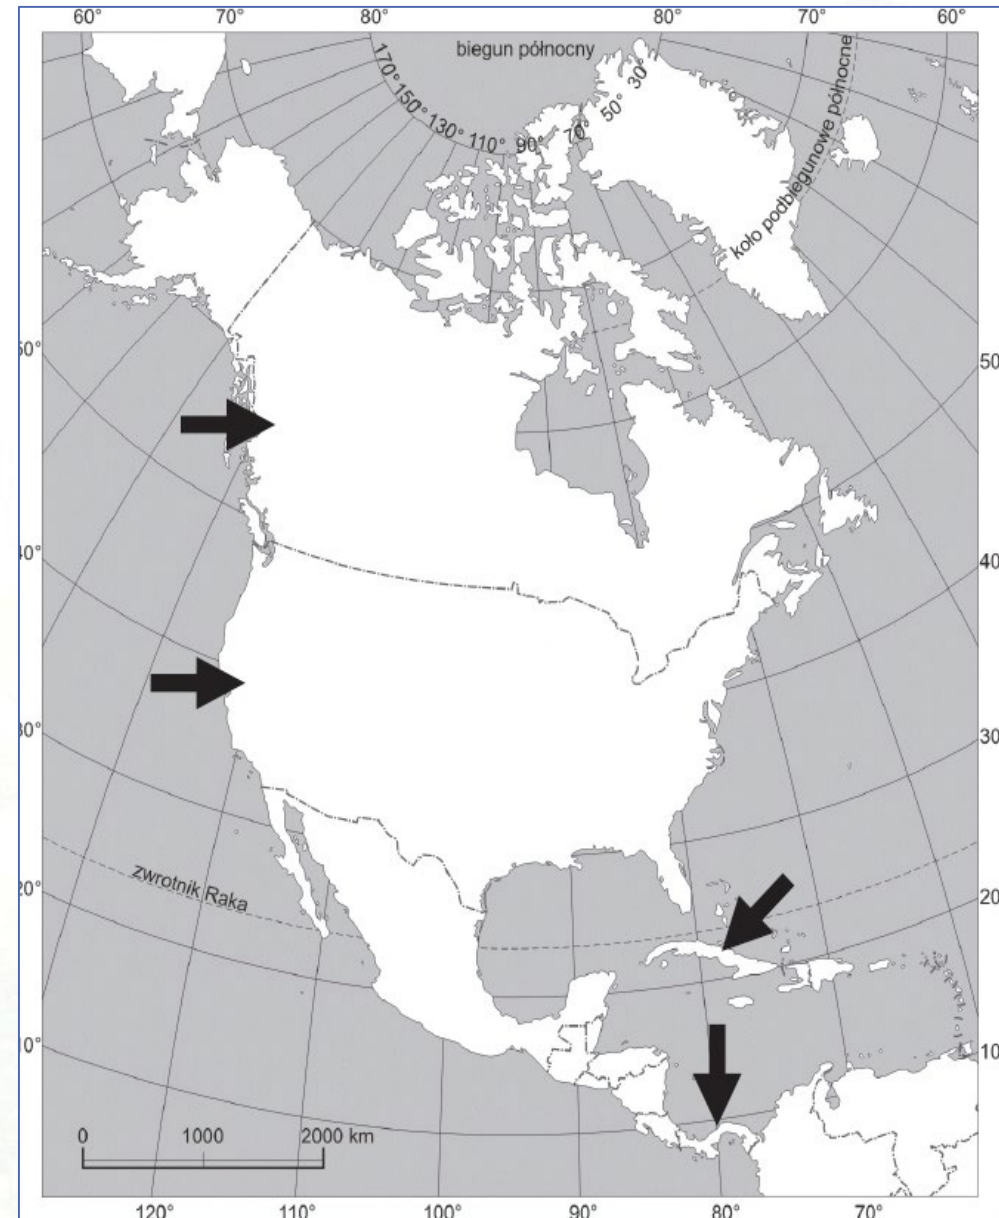 60° 70° 80° 80° 70° 60°
biegun północny
170° 150° 130° 110° 90° 70° 50° 30°
koło podbiegunowe północne
50° 50°
40° 40°
30° 30°
zwrotnik Raka
20° 20°
10° 10°
0 1000 2000 km
120° 110° 100° 90° 80° 70°